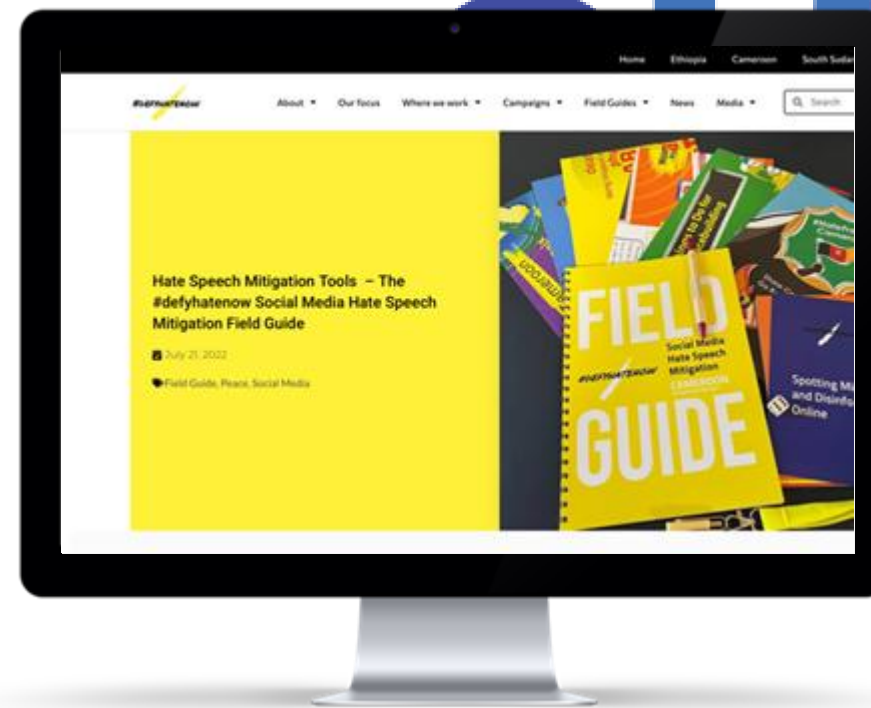 Home Ethiopia Cameroon South Sudan
#DEFYHATENOW About Our focus Where we work Campaigns Field Guides News Media Search
Hate Speech Mitigation Tools – The
#defyhatenow Social Media Hate Speech
Mitigation Field Guide
July 21, 2022
Field Guide, Peace, Social Media
FIELD
Social Media
Hate Speech
Mitigation
#DEFYHATENOW
CAMEROON
GUIDE
Spotting
and
Online